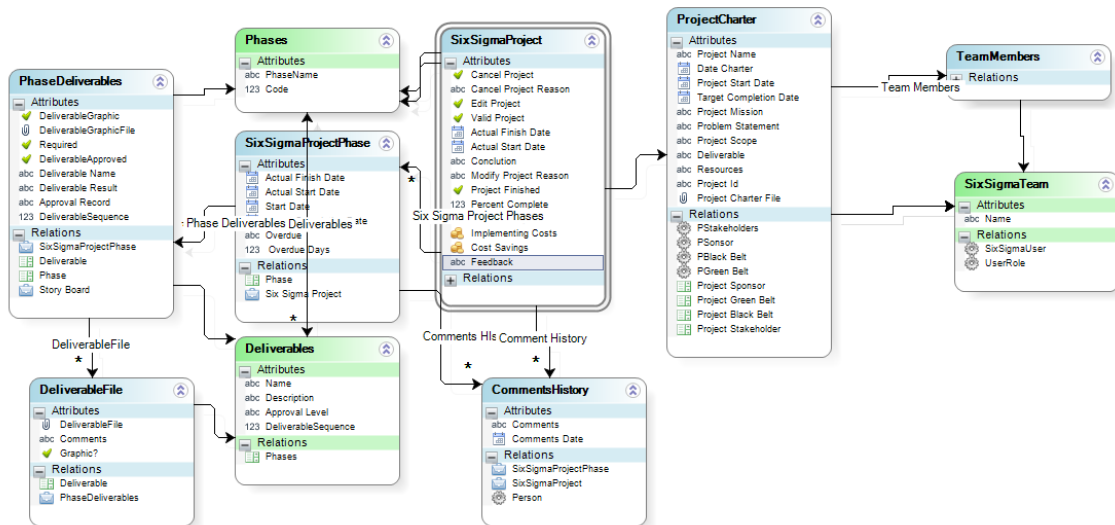 PhaseDeliverables
Attributes
DeliverableGraphic
DeliverableGraphicFile
Required
DeliverableApproved
abc Deliverable Name
abc Deliverable Result
abc Approval Record
123 DeliverableSequence
Relations
SixSigmaProjectPhase
Deliverable
Phase
Story Board
DeliverableFile
*
DeliverableFile
Attributes
DeliverableFile
abc Comments
Graphic?
Relations
Deliverable
PhaseDeliverables
Phases
Attributes
abc PhaseName
123 Code
SixSigmaProjectPhase
Attributes
Actual Finish Date
Actual Start Date
Start Date
Phase Deliverables Deliverables
abc Overdue
123 Overdue Days
Relations
Phase
Six Sigma Project
*
Deliverables
Attributes
abc Name
abc Description
abc Approval Level
123 DeliverableSequence
Relations
Phases
SixSigmaProject
Attributes
Cancel Project
abc Cancel Project Reason
Edit Project
Valid Project
Actual Finish Date
Actual Start Date
abc Conclution
abc Modify Project Reason
Project Finished
123 Percent Complete
*
Six Sigma Project Phases
Implementing Costs
Cost Savings
abc Feedback
Relations
Comment History
*
*
CommentsHistory
Attributes
abc Comments
Comments Date
Relations
SixSigmaProjectPhase
SixSigmaProject
Person
ProjectCharter
Attributes
abc Project Name
Date Charter
Project Start Date
Target Completion Date
abc Project Mission
abc Problem Statement
abc Project Scope
abc Deliverable
abc Resources
abc Project Id
Project Charter File
Relations
PStakeholders
PSonsor
PBlack Belt
PGreen Belt
Project Sponsor
Project Green Belt
Project Black Belt
Project Stakeholder
Team Members
TeamMembers
Relations
SixSigmaTeam
Attributes
abc Name
Relations
SixSigmaUser
UserRole